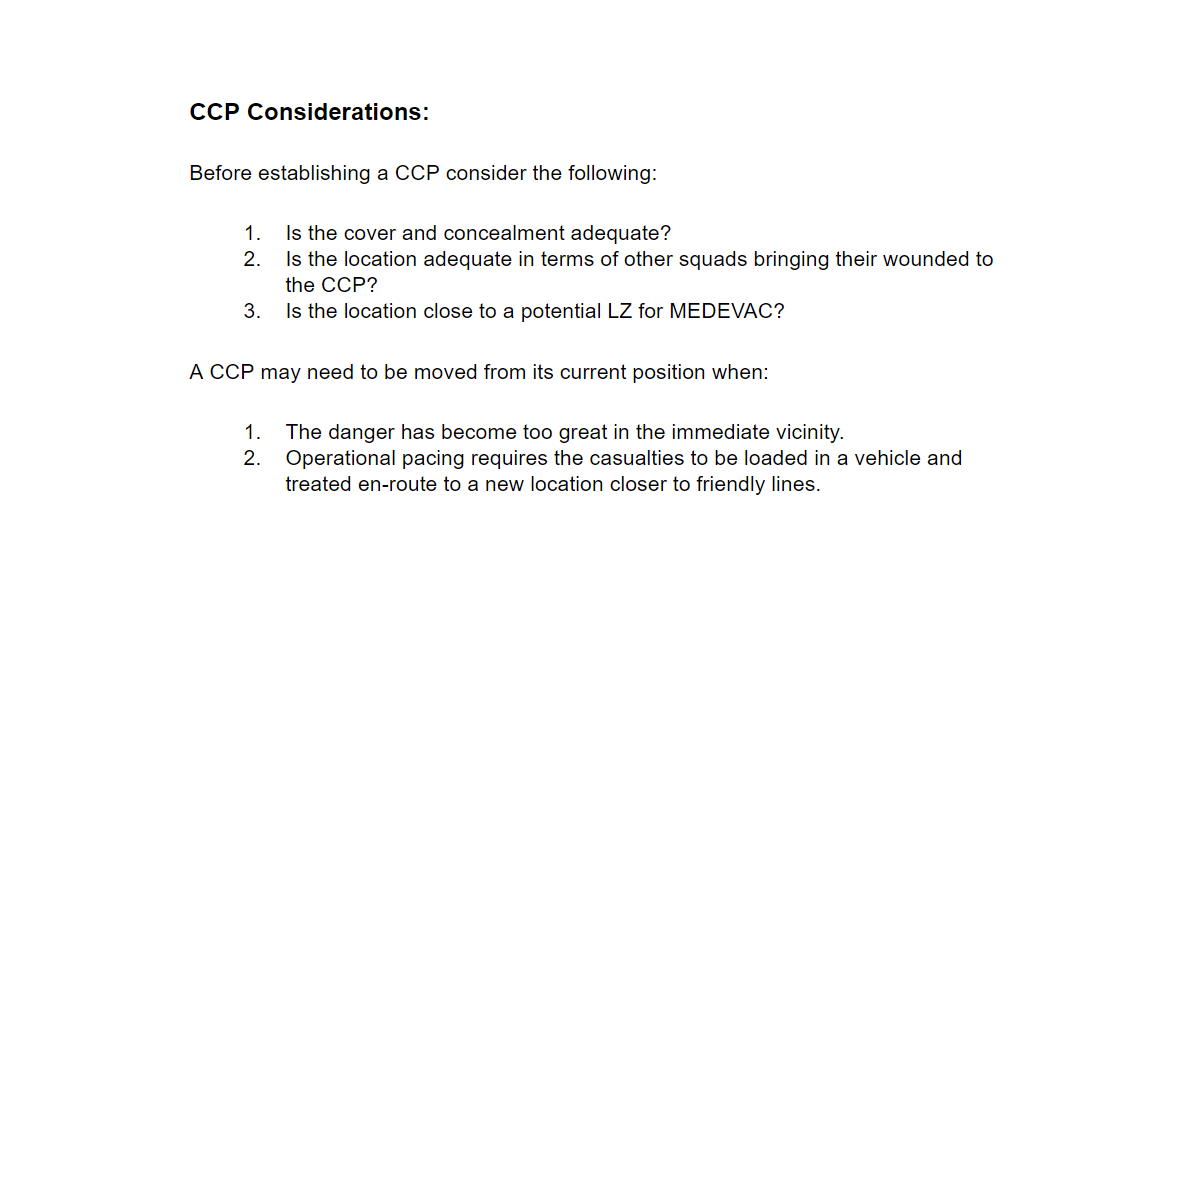 CCP Considerations:
Before establishing a CCP consider the following:
1. Is the cover and concealment adequate?
2. Is the location adequate in terms of other squads bringing their wounded to
the CCP?
3. Is the location close to a potential LZ for MEDEVAC?
A CCP may need to be moved from its current position when:
1. The danger has become too great in the immediate vicinity.
2. Operational pacing requires the casualties to be loaded in a vehicle and
treated en-route to a new location closer to friendly lines.